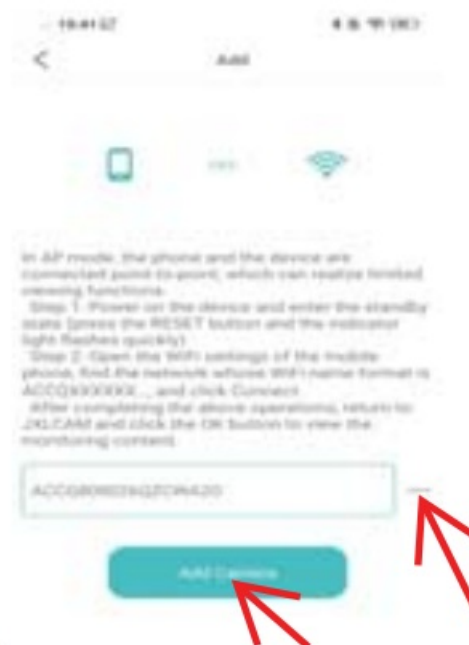 Add
In AP mode, the phone and the device are
connected point-to-point, which can realize limited
viewing functions.
Step 1: Power on the device and enter the standby
state (press the RESET button and the indicator
light flashes quickly)
Step 2: Open the WiFi settings of the mobile
phone, find the network whose WiFi name format is
and click Connect
After completing the above operations, return to
JXLCAM and click the OK button to view the
monitoring content.
Add Camera